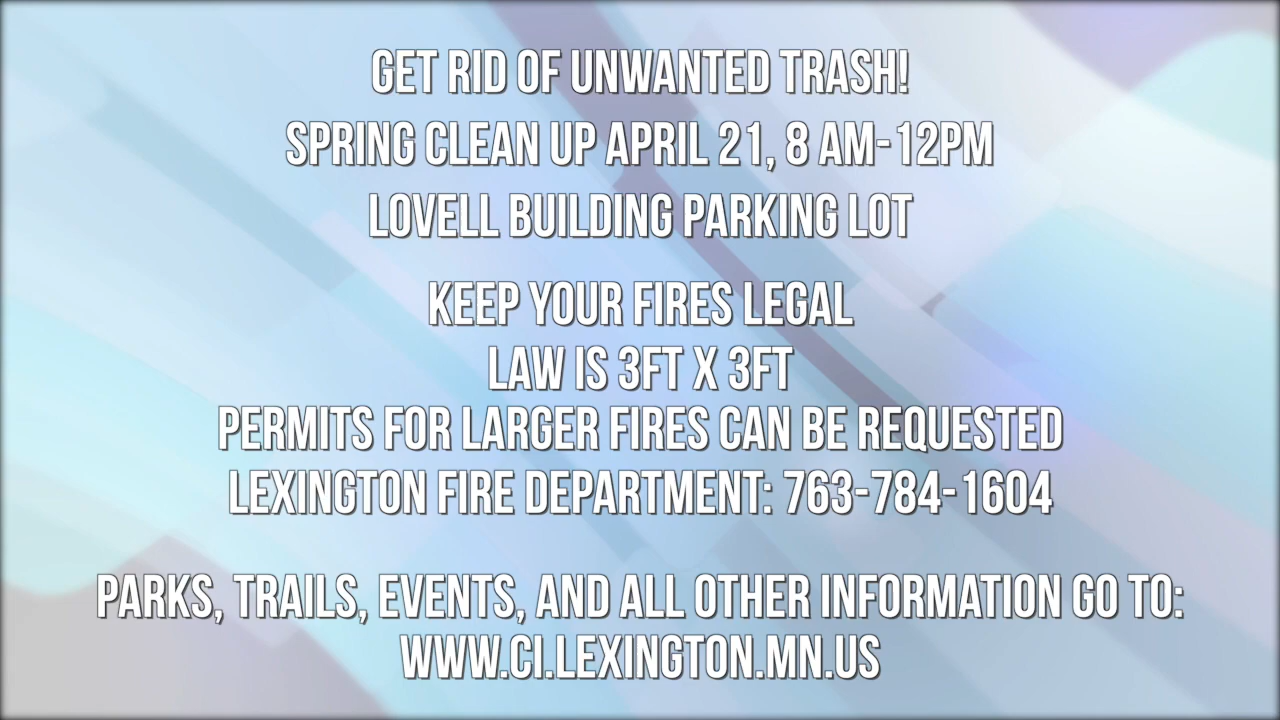 GET RID OF UNWANTED TRASH!
SPRING CLEAN UP APRIL 21, 8 AM-12PM
LOVELL BUILDING PARKING LOT
KEEP YOUR FIRES LEGAL
LAW IS 3FT X 3FT
PERMITS FOR LARGER FIRES CAN BE REQUESTED
LEXINGTON FIRE DEPARTMENT: 763-784-1604
PARKS, TRAILS, EVENTS, AND ALL OTHER INFORMATION GO TO:
WWW.CI.LEXINGTON.MN.US